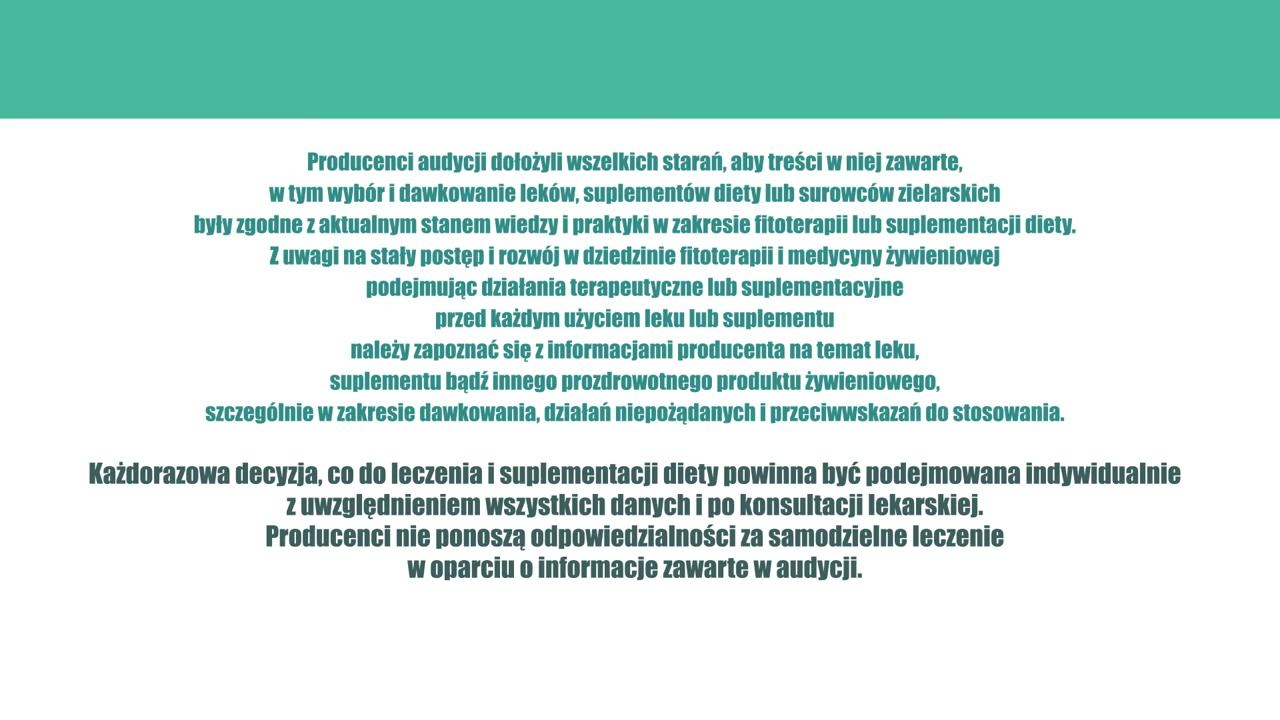 Producenci audycji dołożyli wszelkich starań, aby treści w niej zawarte,
w tym wybór i dawkowanie leków, suplementów diety lub surowców zielarskich
były zgodne z aktualnym stanem wiedzy i praktyki w zakresie fitoterapii lub suplementacji diety.
Z uwagi na stały postęp i rozwój w dziedzinie fitoterapii i medycyny żywieniowej
podejmując działania terapeutyczne lub suplementacyjne
przed każdym użyciem leku lub suplementu
należy zapoznać się z informacjami producenta na temat leku,
suplementu bądź innego prozdrowotnego produktu żywieniowego,
szczególnie w zakresie dawkowania, działań niepożądanych i przeciwwskazań do stosowania.
Każdorazowa decyzja, co do leczenia i suplementacji diety powinna być podejmowana indywidualnie
z uwzględnieniem wszystkich danych i po konsultacji lekarskiej.
Producenci nie ponoszą odpowiedzialności za samodzielne leczenie
w oparciu o informacje zawarte w audycji.